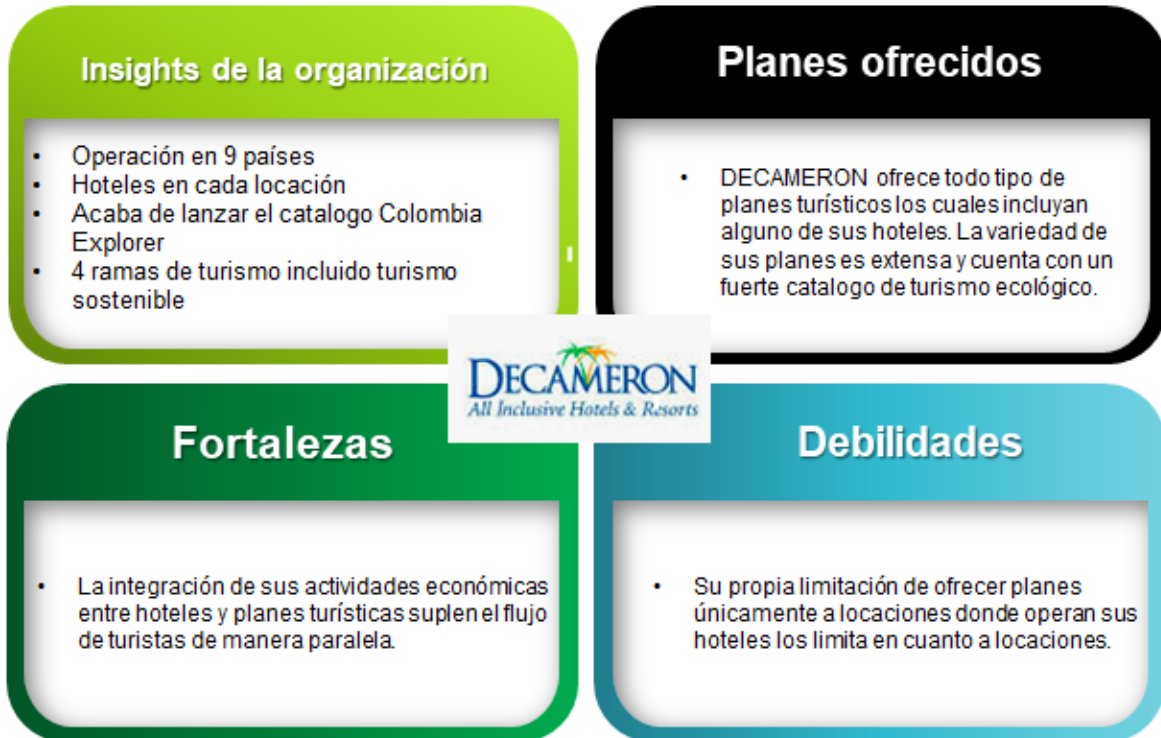 Insights de la organización
• Operación en 9 países
• Hoteles en cada locación
• Acaba de lanzar el catalogo Colombia
Explorer
• 4 ramas de turismo incluido turismo
sostenible
Planes ofrecidos
• DECAMERON ofrece todo tipo de
planes turísticos los cuales incluyan
alguno de sus hoteles. La variedad de
sus planes es extensa y cuenta con un
fuerte catalogo de turismo ecológico.
DECAMERON
All Inclusive Hotels & Resorts
Fortalezas
• La integración de sus actividades económicas
entre hoteles y planes turísticas suplen el flujo
de turistas de manera paralela.
Debilidades
• Su propia limitación de ofrecer planes
únicamente a locaciones donde operan sus
hoteles los limita en cuanto a locaciones.